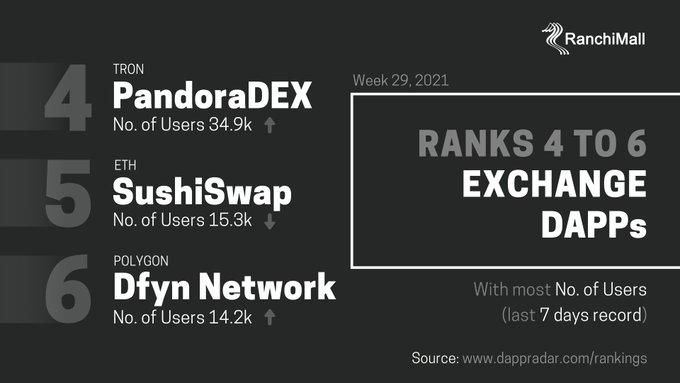 RanchiMall
Week 29, 2021
RANKS 4 TO 6
EXCHANGE
DAPPs
With most No. of Users
(last 7 days record)
4
TRON
PandoraDEX
No. of Users 34.9k
5
ETH
SushiSwap
No. of Users 15.3k
6
POLYGON
Dfyn Network
No. of Users 14.2k
Source: www.dappradar.com/rankings